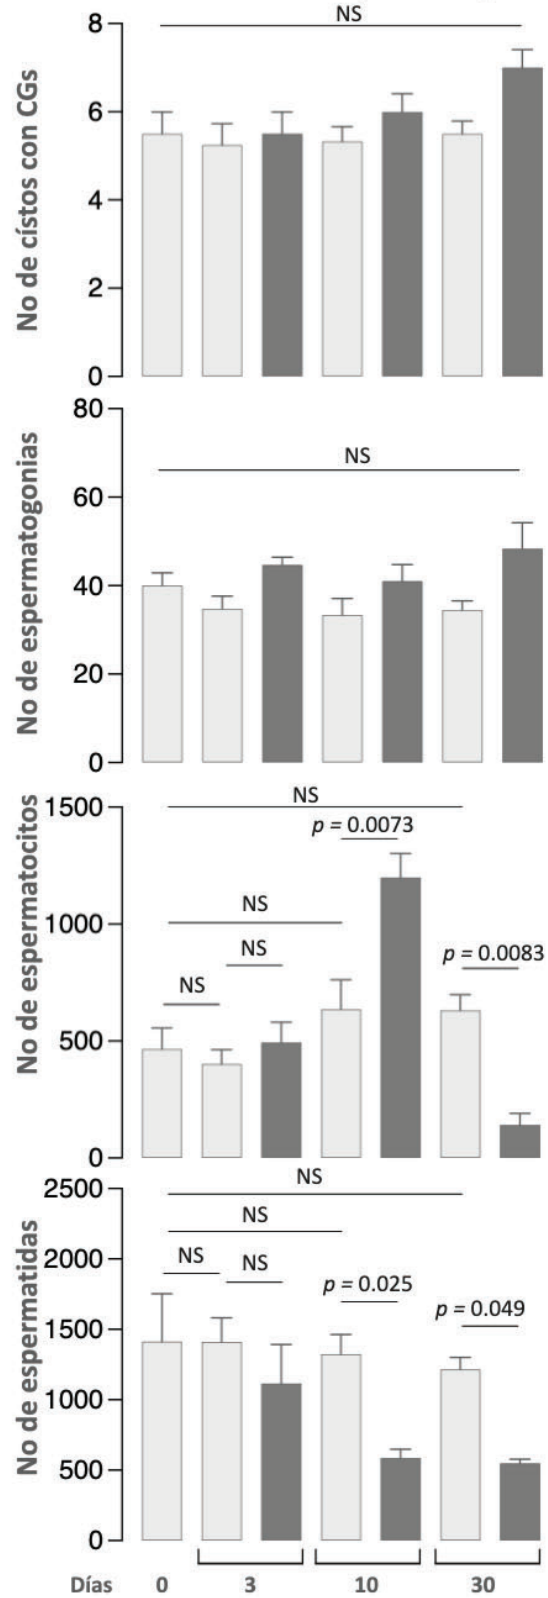 NS
8
6
4
2
0
No de cístos con CGs
80
60
40
20
0
No de espermatogonias
NS
1500
1000
500
0
No de espermatocitos
NS
p = 0.0073
NS
NS
NS
p = 0.0083
2500
2000
1500
1000
500
0
No de espermatidas
NS
NS
NS
NS
p = 0.025
p = 0.049
Días 0 3 10 30